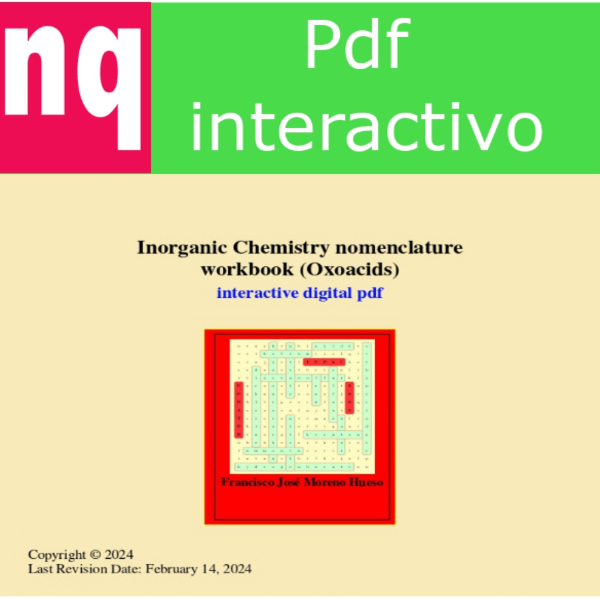 nq
Pdf
interactivo
Inorganic Chemistry nomenclature
workbook (Oxoacids)
interactive digital pdf
Francisco José Moreno Hueso
Copyright © 2024
Last Revision Date: February 14, 2024